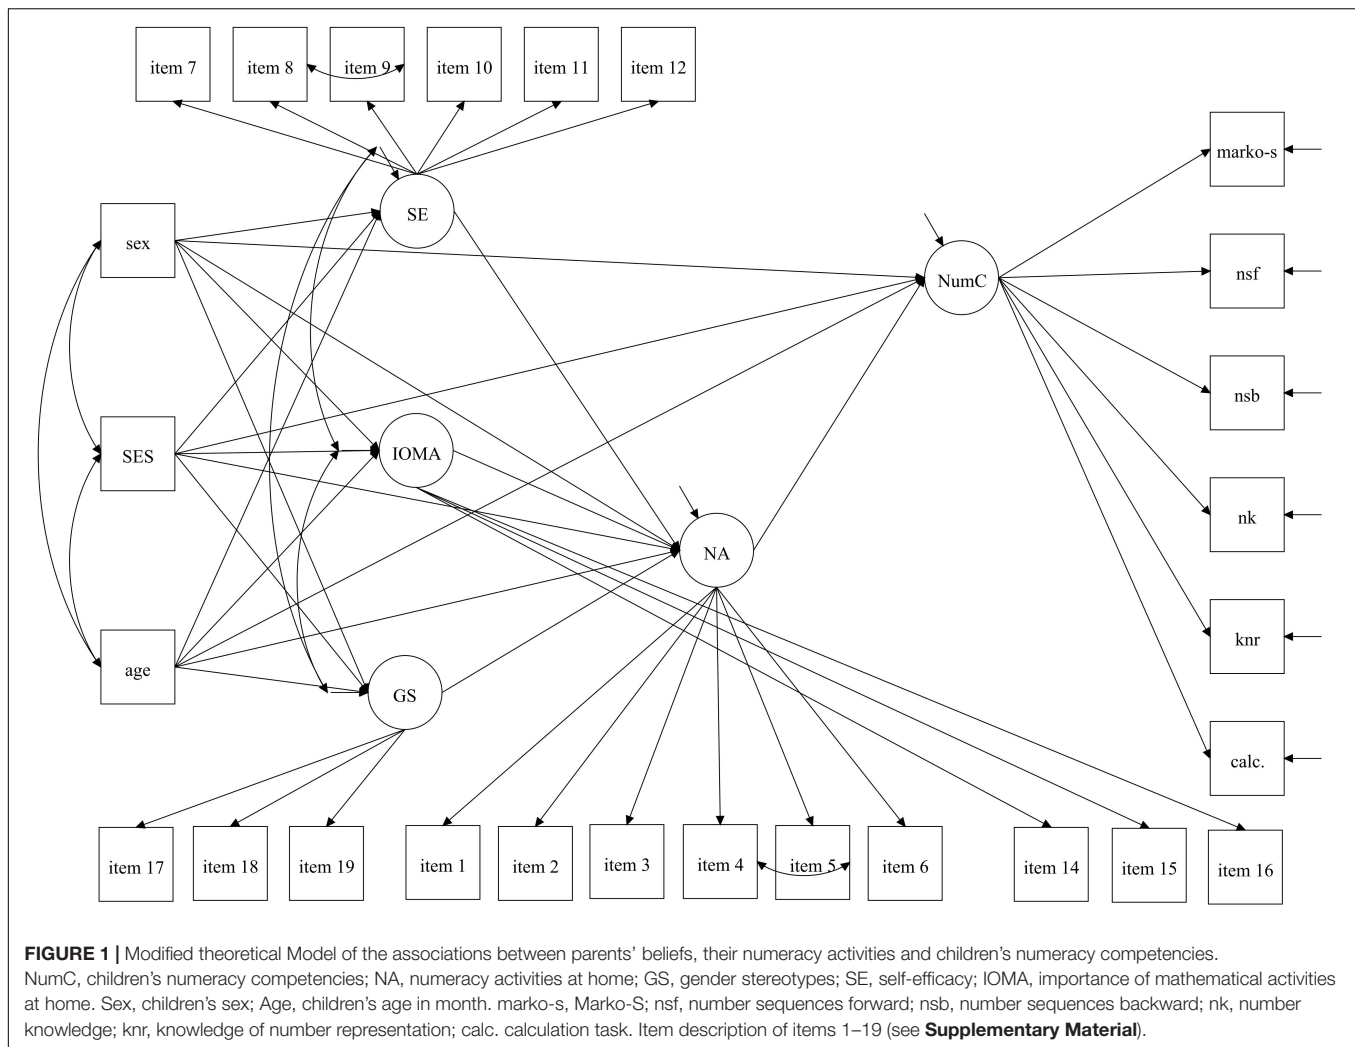 item 7
item 8
item 9
item 10
item 11
item 12
marko-s
SE
sex
nsf
NumC
nsb
SES
IOMA
nk
NA
knr
age
GS
calc.
item 17
item 18
item 19
item 1
item 2
item 3
item 4
item 5
item 6
item 14
item 15
item 16
FIGURE 1 | Modified theoretical Model of the associations between parents' beliefs, their numeracy activities and children's numeracy competencies.
NumC, children's numeracy competencies; NA, numeracy activities at home; GS, gender stereotypes; SE, self-efficacy; IOMA, importance of mathematical activities
at home. Sex, children's sex; Age, children's age in month. marko-s, Marko-S; nsf, number sequences forward; nsb, number sequences backward; nk, number
knowledge; knr, knowledge of number representation; calc. calculation task. Item description of items 1–19 (see Supplementary Material).